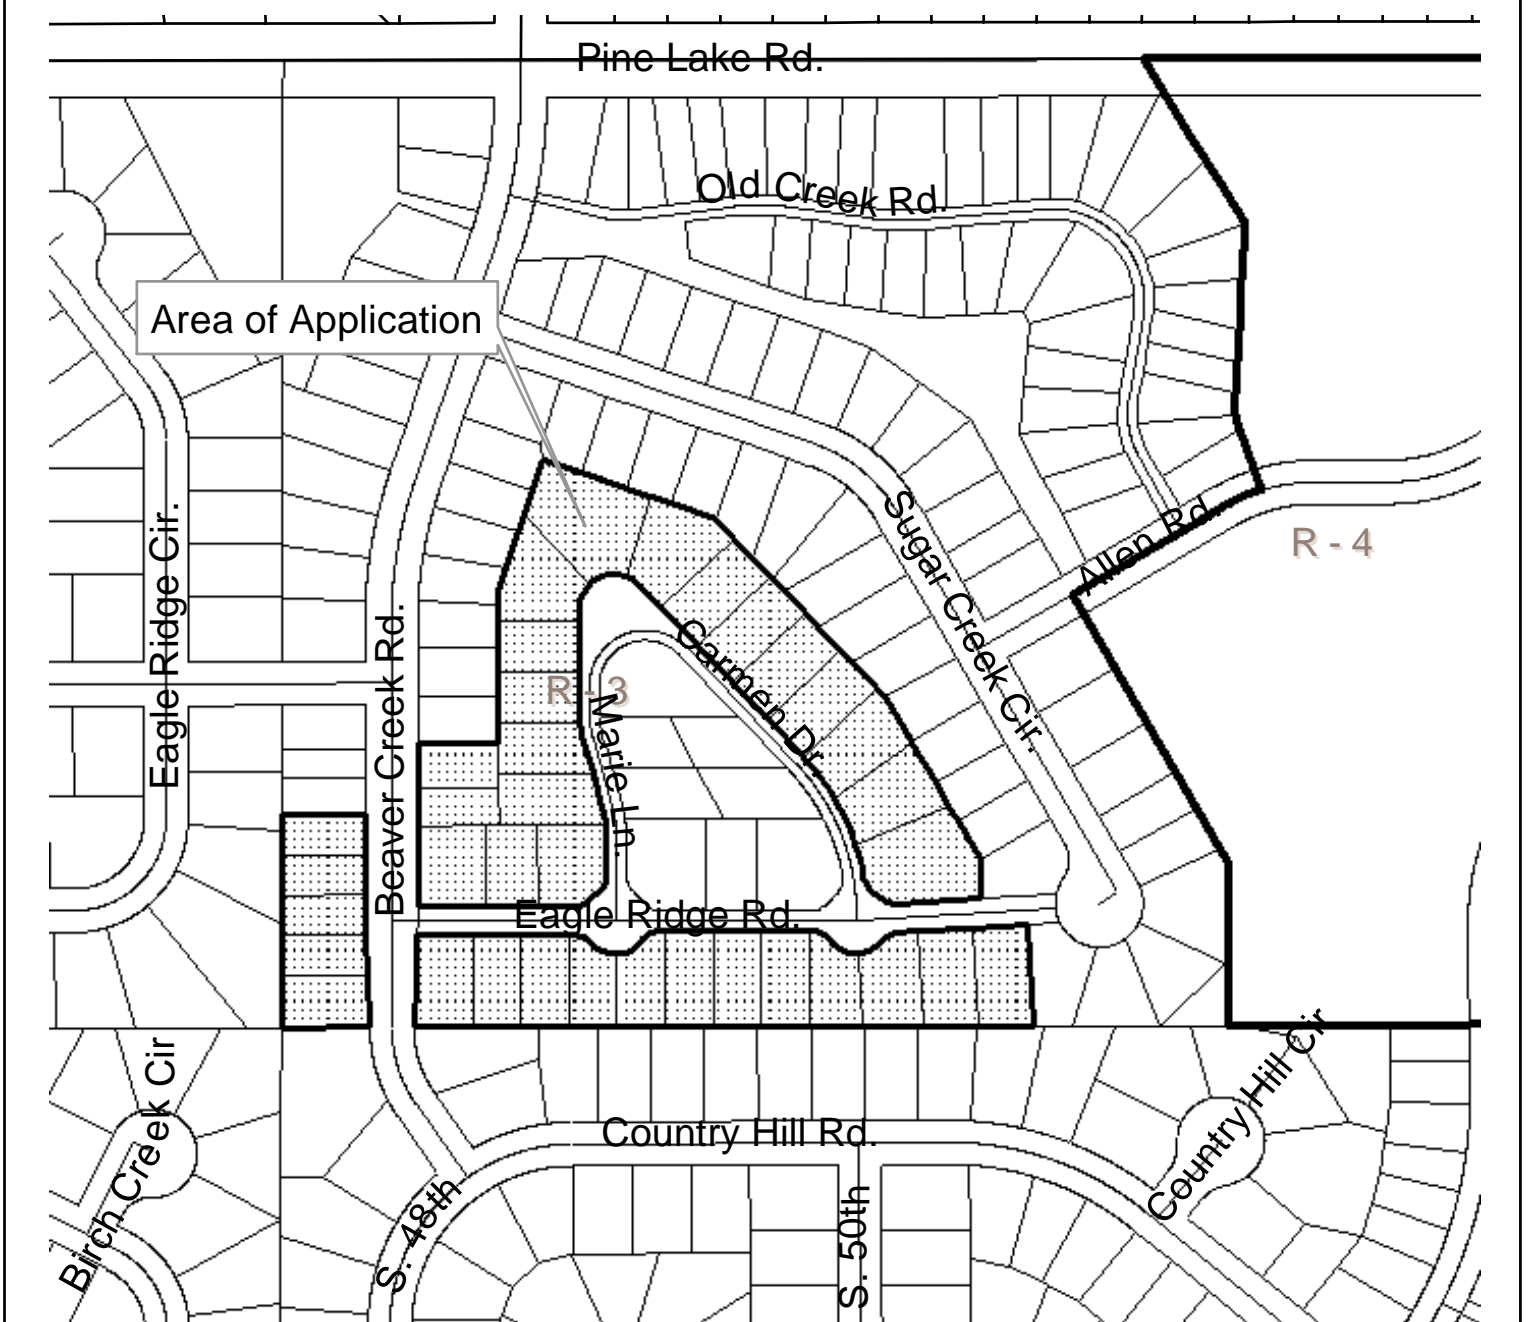 Pine Lake Rd.
Old Creek Rd.
Area of Application
Sugar Creek Cir.
Allen Rd.
R - 4
Eagle Ridge Cir.
Beaver Creek Rd.
Carmen Dr.
R - 3
Marie Ln.
Eagle Ridge Rd.
Birch Creek Cir
Country Hill Rd.
Country Hill Cir
S. 48th
S. 50th